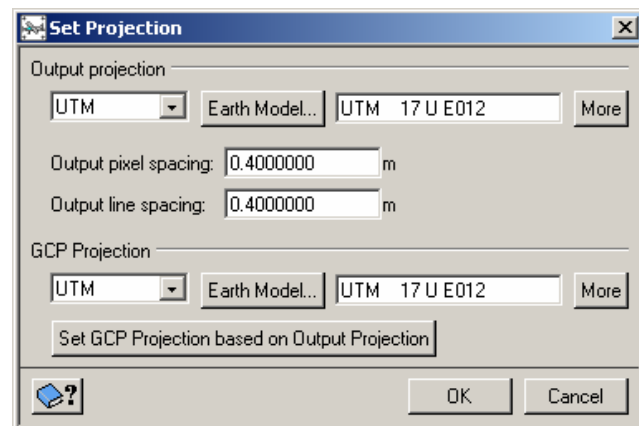 Set Projection
Output projection
UTM Earth Model... UTM 17 U E012 More
Output pixel spacing: 0.4000000 m
Output line spacing: 0.4000000 m
GCP Projection
UTM Earth Model... UTM 17 U E012 More
Set GCP Projection based on Output Projection
? OK Cancel